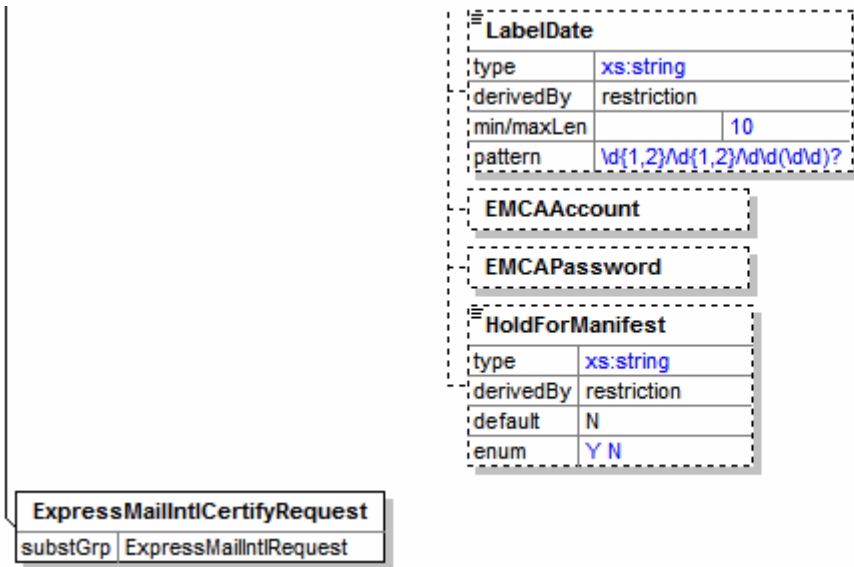 LabelDate
type xs:string
derivedBy restriction
min/maxLen 10
pattern \d{1,2}/\d{1,2}/\d\d(\d\d)?
EMCAAccount
EMCAPassword
HoldForManifest
type xs:string
derivedBy restriction
default N
enum Y N
ExpressMailIntlCertifyRequest
substGrp ExpressMailIntlRequest